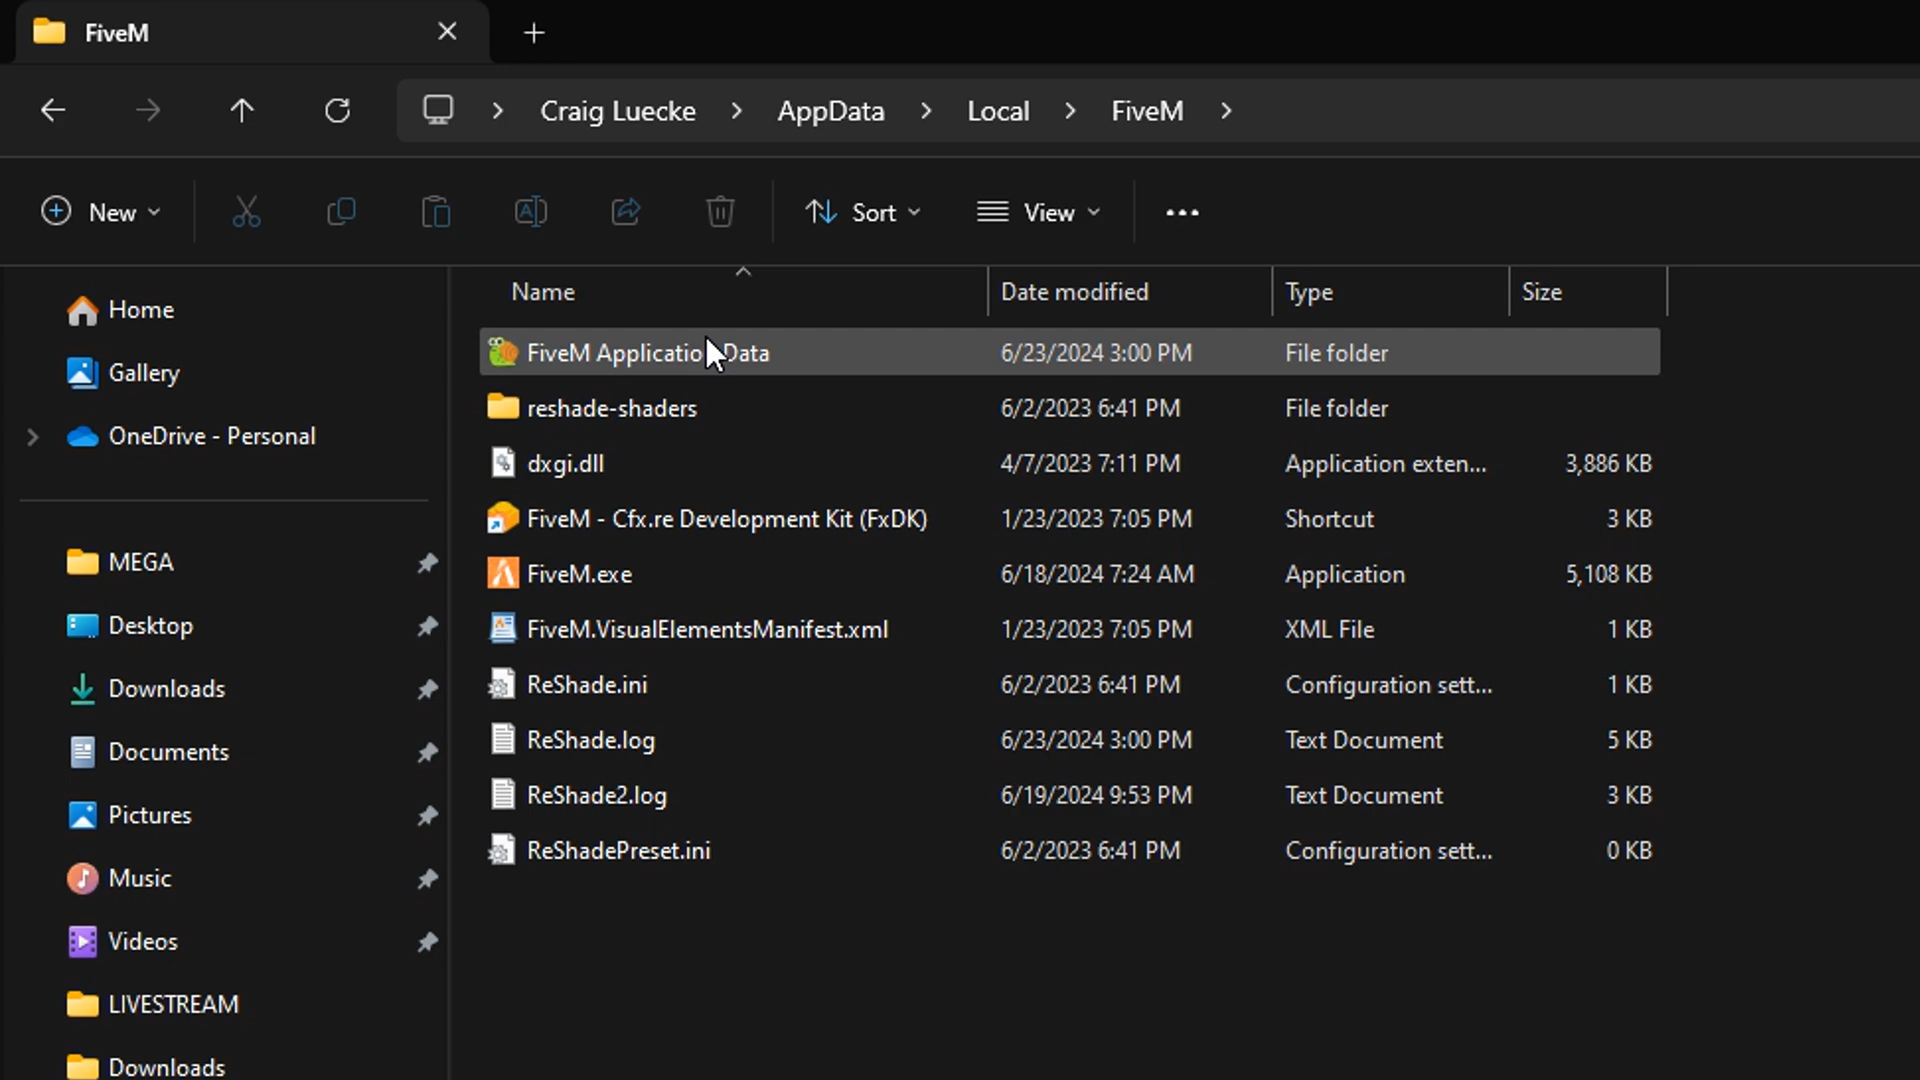 FiveM
Craig Luecke > AppData > Local > FiveM >
New Sort View
Name Date modified Type Size
FiveM Application Data 6/23/2024 3:00 PM File folder
reshade-shaders 6/2/2023 6:41 PM File folder
dxgi.dll 4/7/2023 7:11 PM Application exten... 3,886 KB
FiveM - Cfx.re Development Kit (FxDK) 1/23/2023 7:05 PM Shortcut 3 KB
FiveM.exe 6/18/2024 7:24 AM Application 5,108 KB
FiveM.VisualElementsManifest.xml 1/23/2023 7:05 PM XML File 1 KB
ReShade.ini 6/2/2023 6:41 PM Configuration sett... 1 KB
ReShade.log 6/23/2024 3:00 PM Text Document 5 KB
ReShade2.log 6/19/2024 9:53 PM Text Document 3 KB
ReShadePreset.ini 6/2/2023 6:41 PM Configuration sett... 0 KB
Home
Gallery
OneDrive - Personal
MEGA
Desktop
Downloads
Documents
Pictures
Music
Videos
LIVESTREAM
Downloads